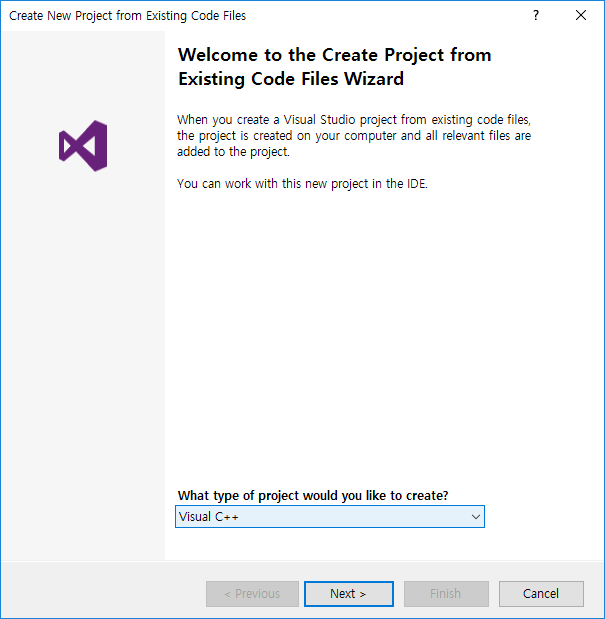 Create New Project from Existing Code Files
?
Welcome to the Create Project from
Existing Code Files Wizard
When you create a Visual Studio project from existing code files,
the project is created on your computer and all relevant files are
added to the project.
You can work with this new project in the IDE.
What type of project would you like to create?
Visual C++
< Previous
Next >
Finish
Cancel